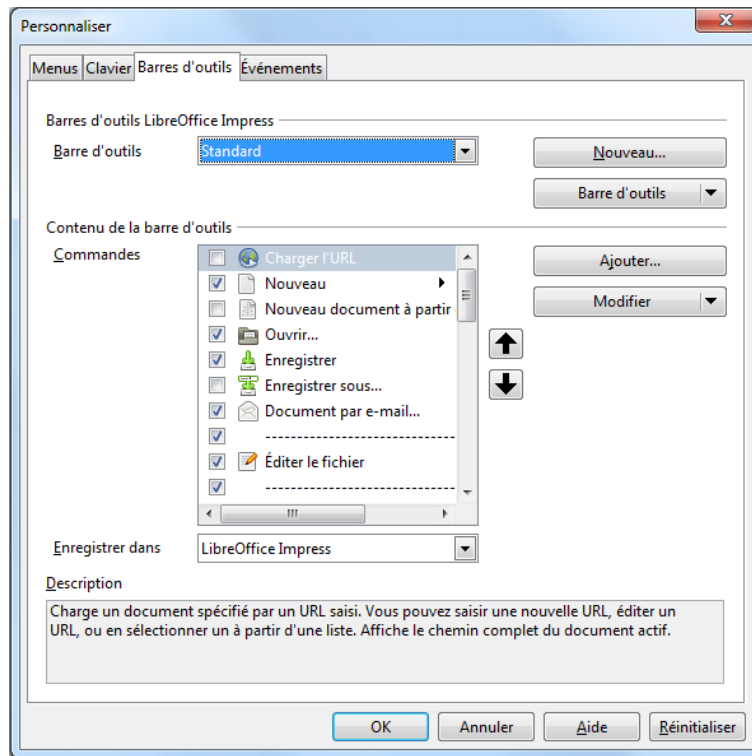 Personnaliser
Menus Clavier Barres d'outils Événements
Barres d'outils LibreOffice Impress
Barre d'outils Standard Nouveau...
Barre d'outils
Contenu de la barre d'outils
Commandes Charger l'URL Ajouter...
Nouveau
Modifier
Nouveau document à partir
Ouvrir...
Enregistrer
Enregistrer sous...
Document par e-mail...
--------------------------------
Éditer le fichier
--------------------------------
Enregistrer dans LibreOffice Impress
Description
Charge un document spécifié par un URL saisi. Vous pouvez saisir une nouvelle URL, éditer un
URL, ou en sélectionner un à partir d'une liste. Affiche le chemin complet du document actif.
OK Annuler Aide Réinitialiser